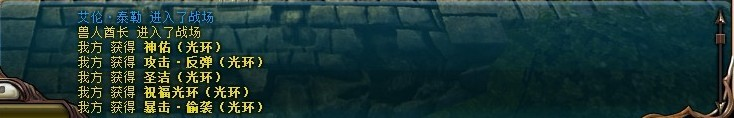 艾伦·泰勒 进入了战场
兽人酋长 进入了战场
我方 获得 神佑（光环）
我方 获得 攻击·反弹（光环）
我方 获得 圣洁（光环）
我方 获得 祝福光环（光环）
我方 获得 暴击·偷袭（光环）